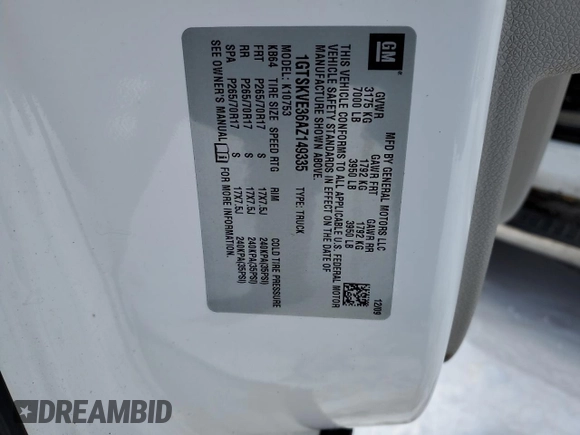 GM
MFD BY GENERAL MOTORS LLC
12/09
GVWR GAWR FRT GAWR RR
3175 KG 1792 KG 1792 KG
7000 LB 3950 LB 3950 LB
THIS VEHICLE CONFORMS TO ALL APPLICABLE U.S. FEDERAL MOTOR
VEHICLE SAFETY STANDARDS IN EFFECT ON THE DATE OF
MANUFACTURE SHOWN ABOVE.
1GTSKVE36AZ149335 TYPE: TRUCK
MODEL: K10753
KB64 TIRE SIZE SPEED RTG RIM COLD TIRE PRESSURE
FRT P265/70R17 S 17X7.5J 240KPA(35PSI)
RR P265/70R17 S 17X7.5J 240KPA(35PSI)
SPA P265/70R17 S 17X7.5J 240KPA(35PSI)
SEE OWNER'S MANUAL FOR MORE INFORMATION.
DREAMBID